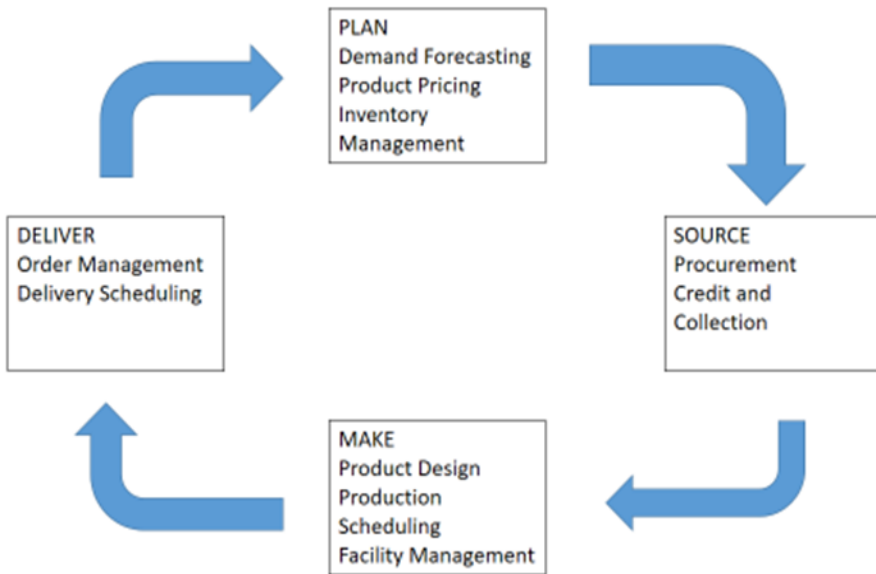 PLAN
Demand Forecasting
Product Pricing
Inventory
Management
SOURCE
Procurement
Credit and
Collection
MAKE
Product Design
Production
Scheduling
Facility Management
DELIVER
Order Management
Delivery Scheduling